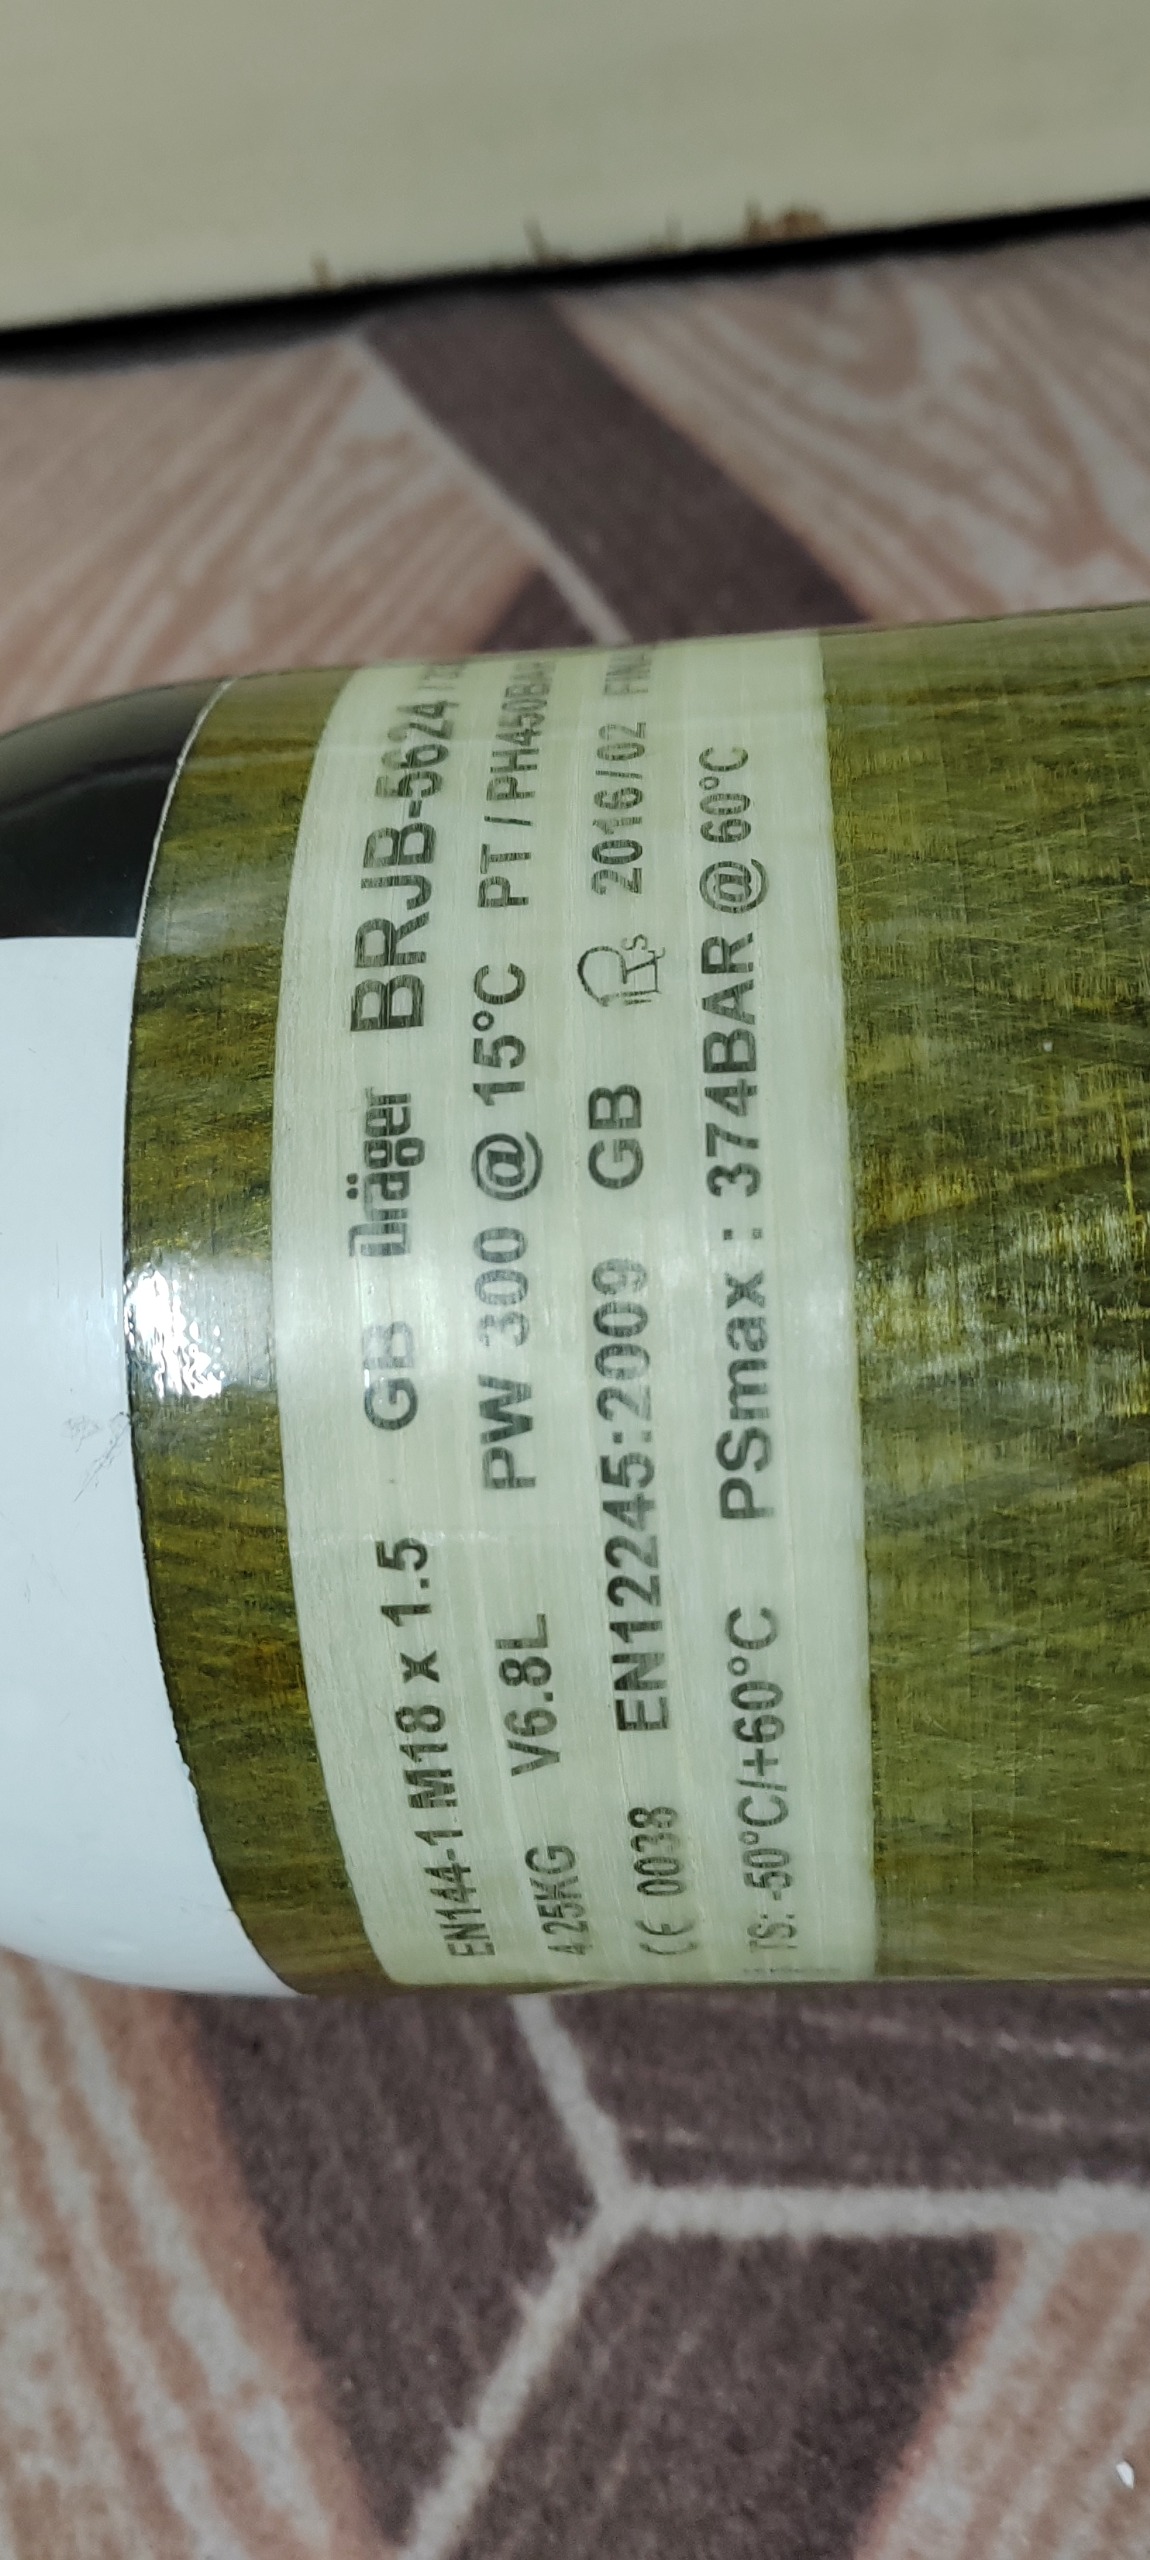 EN144-1 M18 x 1.5 GB Dräger BRJB-5624 /
4.25KG V6.8L PW 300 @ 15°C PT / PH450BAR
CE 0038 EN12245:2009 GB 2016/02
TS: -50°C/+60°C PSmax : 374BAR @ 60°C